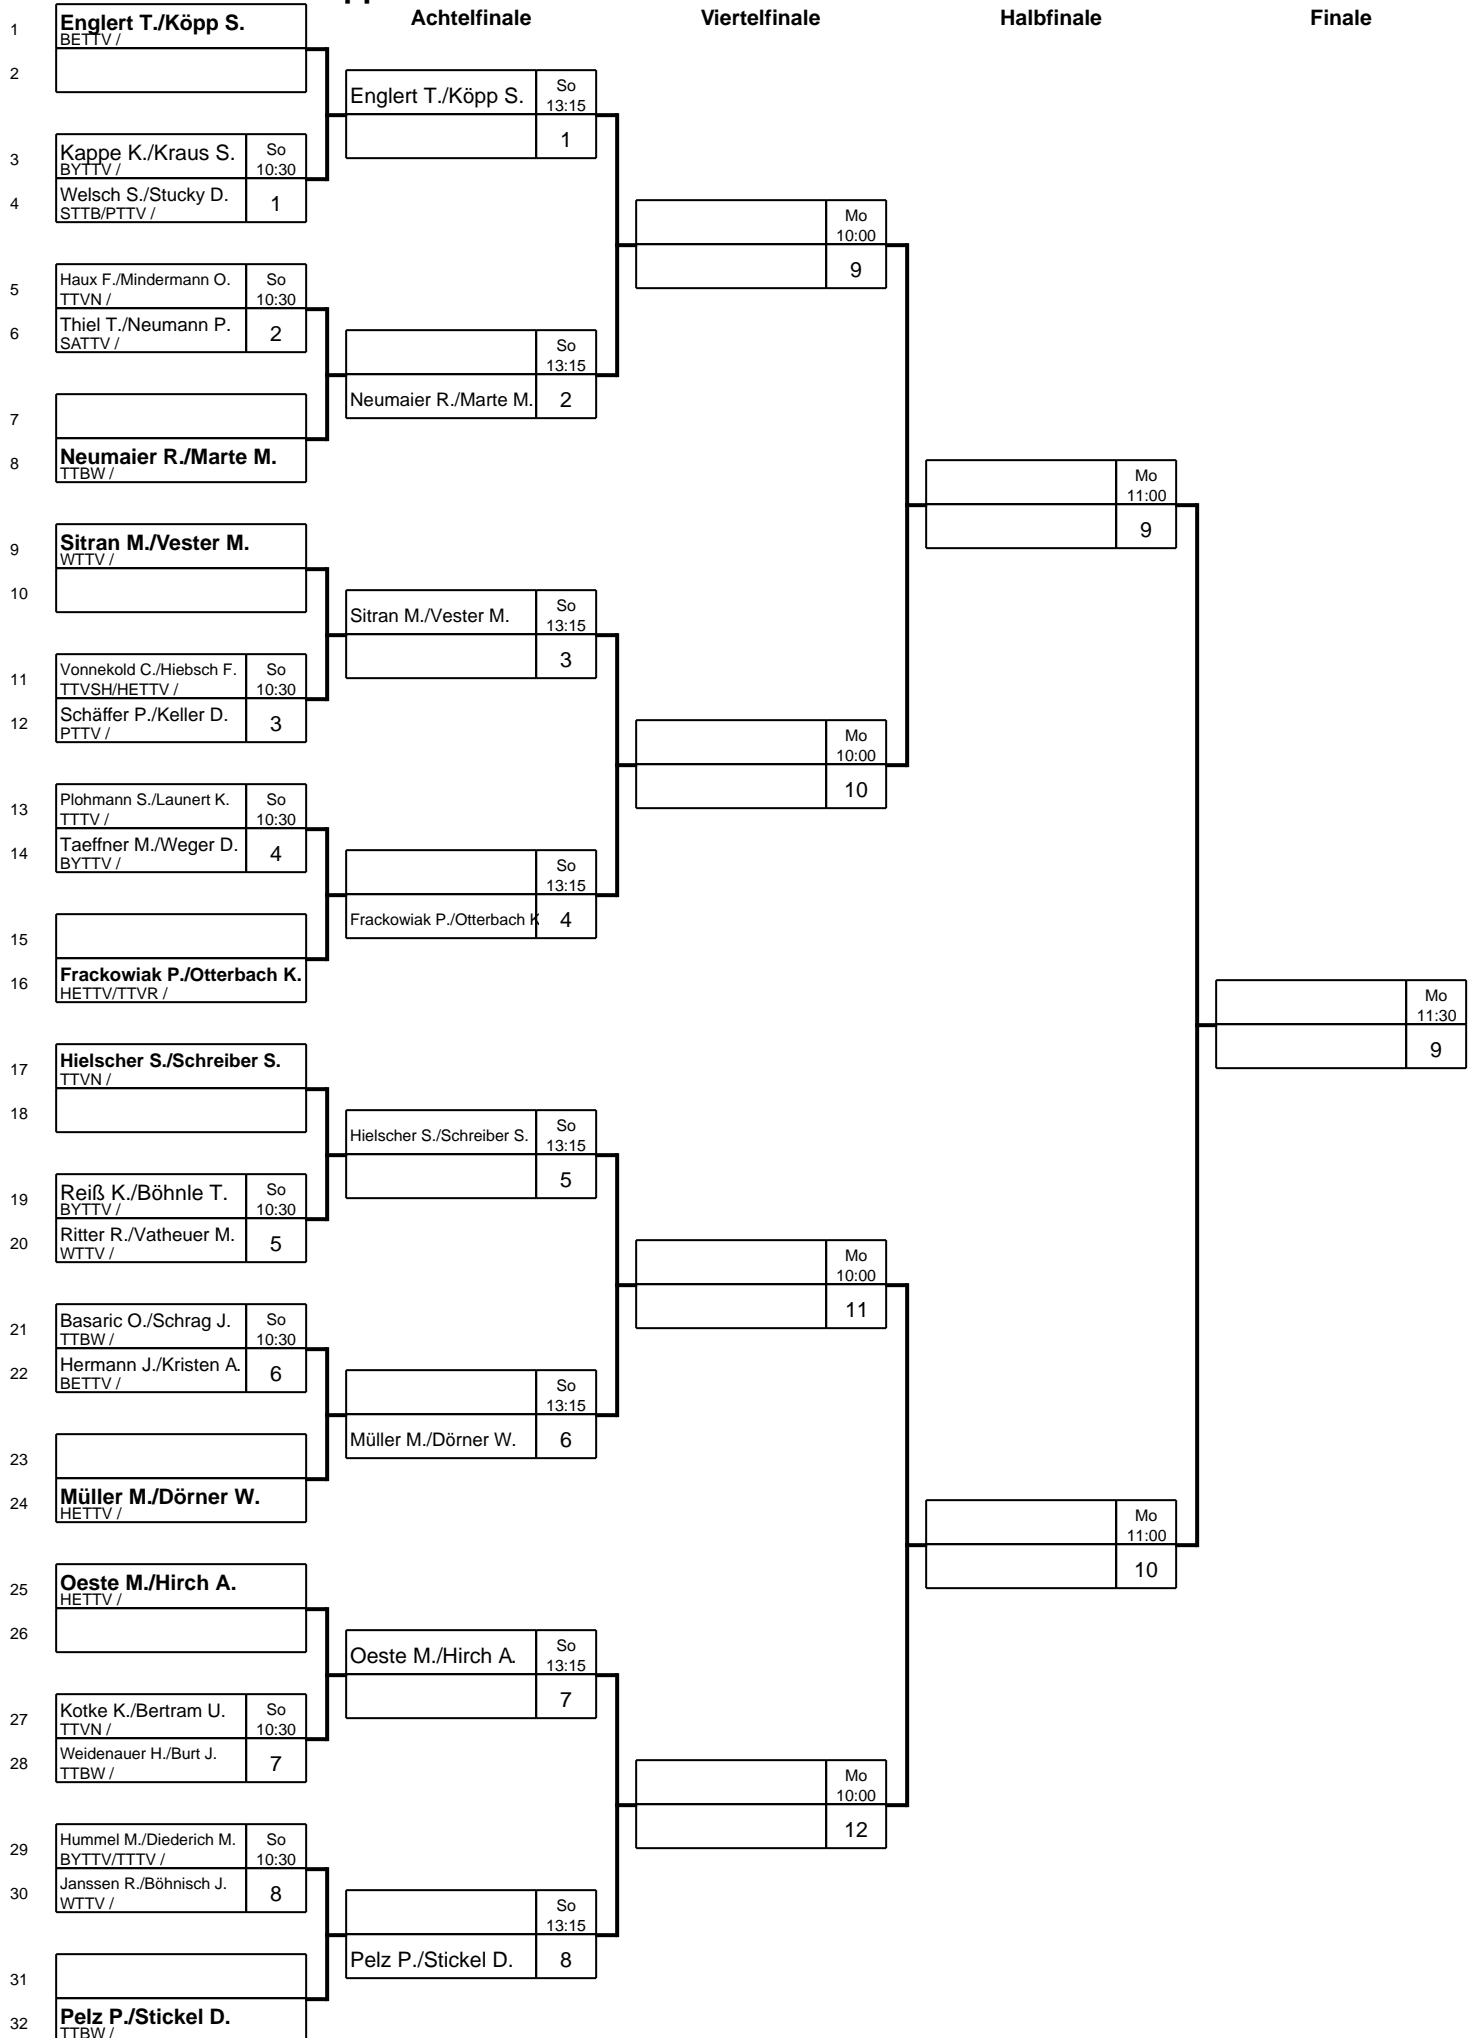 Achtelfinale Viertelfinale Halbfinale Finale
1 Englert T./Köpp S.
BETTV /
2
Englert T./Köpp S. So
13:15
1
3 Kappe K./Kraus S. So
BYTTV / 10:30
4 Welsch S./Stucky D. 1
STTB/PTTV /
Mo
10:00
9
5 Haux F./Mindermann O. So
TTVN / 10:30
6 Thiel T./Neumann P. 2
SATTV /
So
13:15
Neumaier R./Marte M. 2
7
8 Neumaier R./Marte M.
TTBW /
Mo
11:00
9
9 Sitran M./Vester M.
WTTV /
10
Sitran M./Vester M. So
13:15
3
11 Vonnekold C./Hiebsch F. So
TTVSH/HETTV / 10:30
12 Schäffer P./Keller D. 3
PTTV /
Mo
10:00
10
13 Plohmann S./Launert K. So
TTTV / 10:30
14 Taeffner M./Weger D. 4
BYTTV /
So
13:15
Frackowiak P./Otterbach K 4
15
16 Frackowiak P./Otterbach K.
HETTV/TTVR /
Mo
11:30
9
17 Hielscher S./Schreiber S.
TTVN /
18
Hielscher S./Schreiber S. So
13:15
5
19 Reiß K./Böhnle T. So
BYTTV / 10:30
20 Ritter R./Vatheuer M. 5
WTTV /
Mo
10:00
11
21 Basaric O./Schrag J. So
TTBW / 10:30
22 Hermann J./Kristen A. 6
BETTV /
So
13:15
Müller M./Dörner W. 6
23
24 Müller M./Dörner W.
HETTV /
Mo
11:00
10
25 Oeste M./Hirch A.
HETTV /
26
Oeste M./Hirch A. So
13:15
7
27 Kotke K./Bertram U. So
TTVN / 10:30
28 Weidenauer H./Burt J. 7
TTBW /
Mo
10:00
12
29 Hummel M./Diederich M. So
BYTTV/TTTV / 10:30
30 Janssen R./Böhnisch J. 8
WTTV /
So
13:15
Pelz P./Stickel D. 8
31
32 Pelz P./Stickel D.
TTBW /